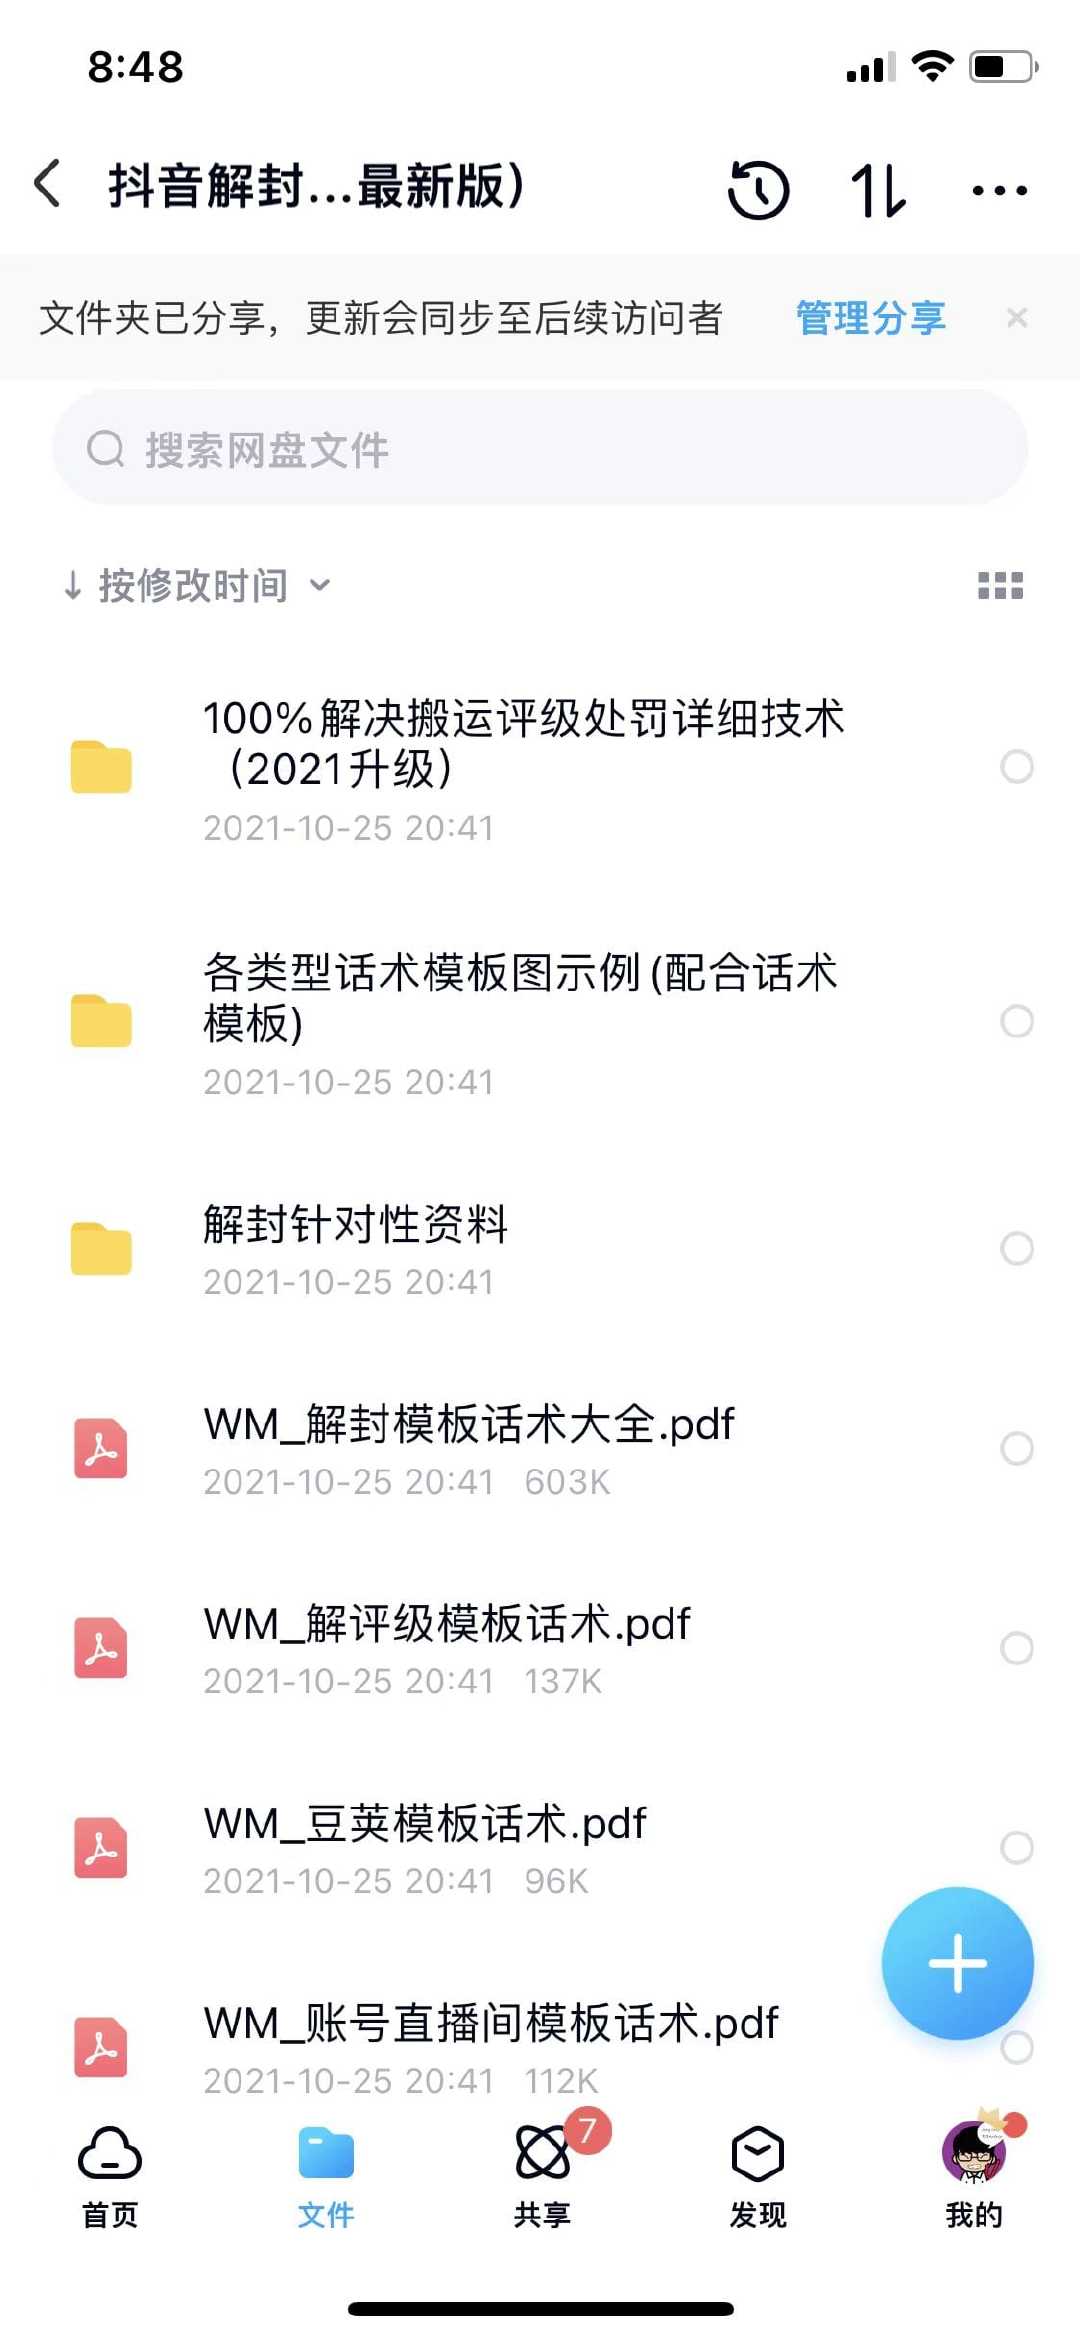 8:48
抖音解封...最新版）
文件夹已分享，更新会同步至后续访问者 管理分享
搜索网盘文件
按修改时间
100%解决搬运评级处罚详细技术
（2021升级）
2021-10-25 20:41
各类型话术模板图示例(配合话术
模板)
2021-10-25 20:41
解封针对性资料
2021-10-25 20:41
WM_解封模板话术大全.pdf
2021-10-25 20:41 603K
WM_解评级模板话术.pdf
2021-10-25 20:41 137K
WM_豆荚模板话术.pdf
2021-10-25 20:41 96K
WM_账号直播间模板话术.pdf
2021-10-25 20:41 112K
7
首页 文件 共享 发现 我的